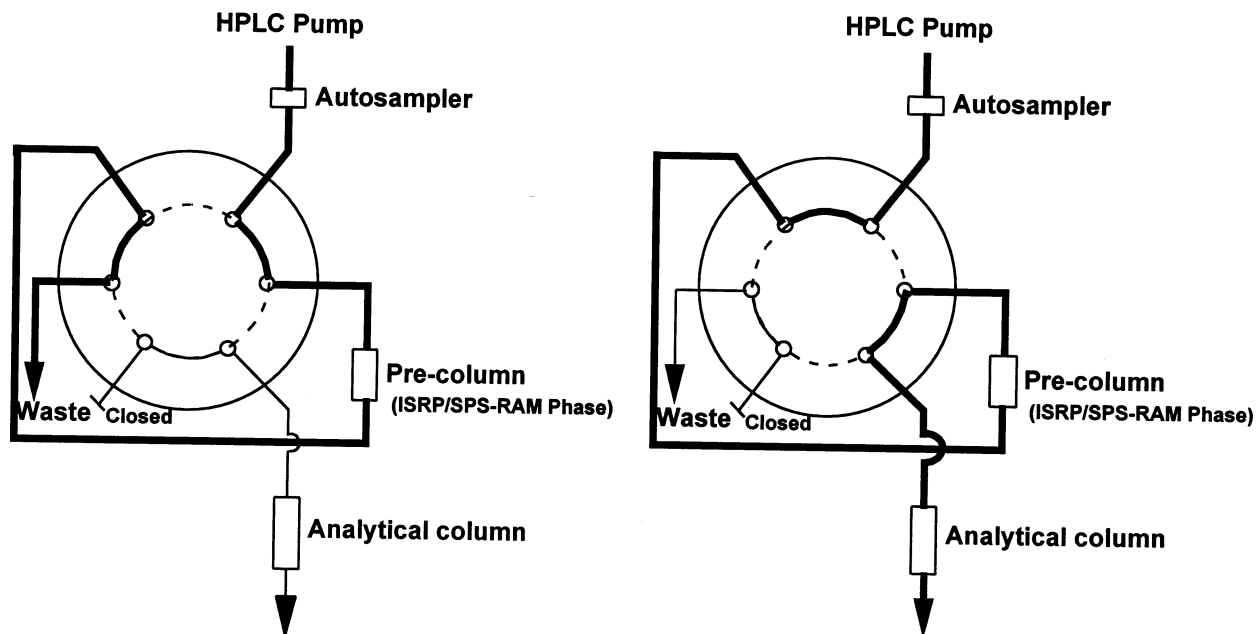 HPLC Pump
Autosampler
Waste
Closed
Pre-column
(ISRP/SPS-RAM Phase)
Analytical column
HPLC Pump
Autosampler
Waste
Closed
Pre-column
(ISRP/SPS-RAM Phase)
Analytical column